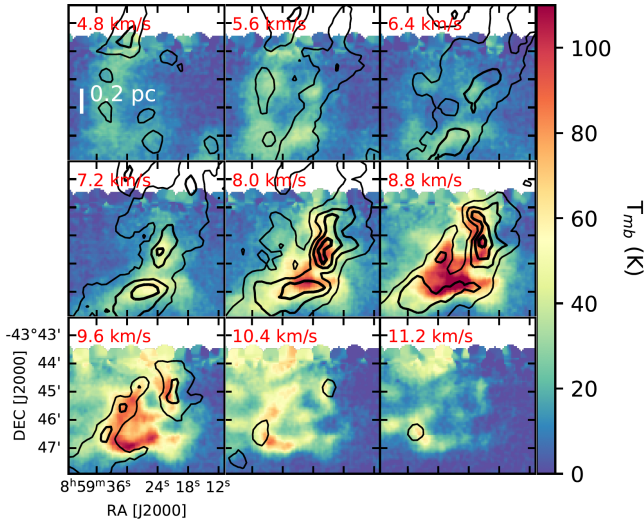 4.8 km/s
5.6 km/s
6.4 km/s
0.2 pc
7.2 km/s
8.0 km/s
8.8 km/s
9.6 km/s
10.4 km/s
11.2 km/s
-43°43'
44'
45'
46'
47'
DEC [J2000]
8ʰ59ᵐ36ˢ
24ˢ
18ˢ
12ˢ
RA [J2000]
100
80
60
40
20
0
Tmb (K)